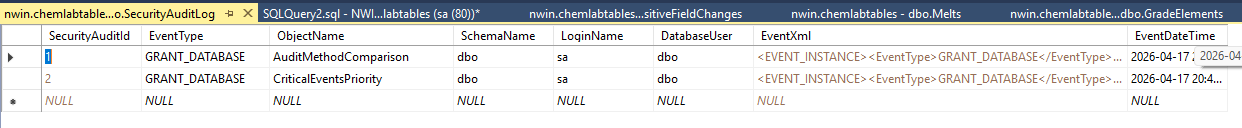 nwin.chemlabtable...o.SecurityAuditLog SQLQuery2.sql - NWI...labtables (sa (80))* nwin.chemlabtables...sitiveFieldChanges nwin.chemlabtables - dbo.Melts nwin.chemlabtable...dbo.GradeElements
SecurityAuditId EventType ObjectName SchemaName LoginName DatabaseUser EventXml EventDateTime
1 GRANT_DATABASE AuditMethodComparison dbo sa dbo <EVENT_INSTANCE><EventType>GRANT_DATABASE</EventType>... 2026-04-17 2 2026-04
2 GRANT_DATABASE CriticalEventsPriority dbo sa dbo <EVENT_INSTANCE><EventType>GRANT_DATABASE</EventType>... 2026-04-17 20:4...
NULL NULL NULL NULL NULL NULL NULL NULL